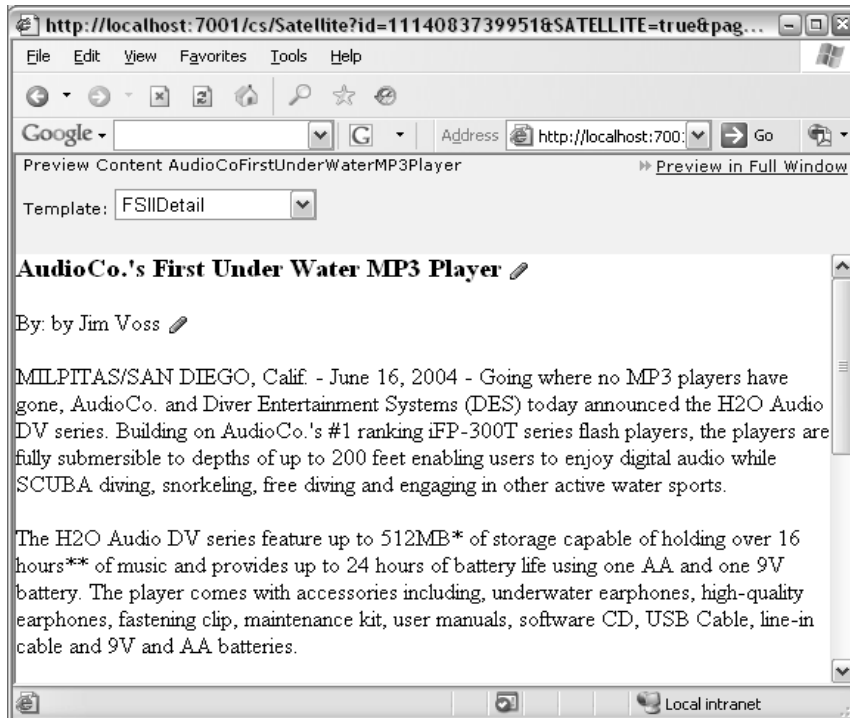 http://localhost:7001/cs/Satellite?id=1114083739951&SATELLITE=true&pag...
File Edit View Favorites Tools Help
Google G Address http://localhost:700: Go
Preview Content AudioCoFirstUnderWaterMP3Player Preview in Full Window
Template: FSIIDetail
AudioCo.'s First Under Water MP3 Player
By: by Jim Voss
MILPITAS/SAN DIEGO, Calif. - June 16, 2004 - Going where no MP3 players have
gone, AudioCo. and Diver Entertainment Systems (DES) today announced the H2O Audio
DV series. Building on AudioCo.'s #1 ranking iFP-300T series flash players, the players are
fully submersible to depths of up to 200 feet enabling users to enjoy digital audio while
SCUBA diving, snorkeling, free diving and engaging in other active water sports.
The H2O Audio DV series feature up to 512MB* of storage capable of holding over 16
hours** of music and provides up to 24 hours of battery life using one AA and one 9V
battery. The player comes with accessories including, underwater earphones, high-quality
earphones, fastening clip, maintenance kit, user manuals, software CD, USB Cable, line-in
cable and 9V and AA batteries.
Local intranet